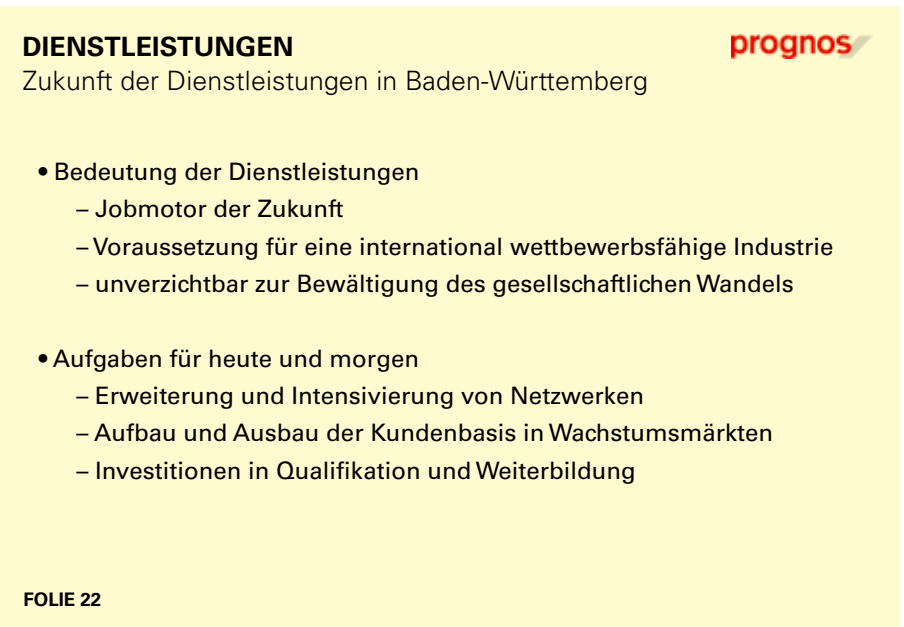 DIENSTLEISTUNGEN
prognos
Zukunft der Dienstleistungen in Baden-Württemberg
• Bedeutung der Dienstleistungen
– Jobmotor der Zukunft
– Voraussetzung für eine international wettbewerbsfähige Industrie
– unverzichtbar zur Bewältigung des gesellschaftlichen Wandels
• Aufgaben für heute und morgen
– Erweiterung und Intensivierung von Netzwerken
– Aufbau und Ausbau der Kundenbasis in Wachstumsmärkten
– Investitionen in Qualifikation und Weiterbildung
FOLIE 22